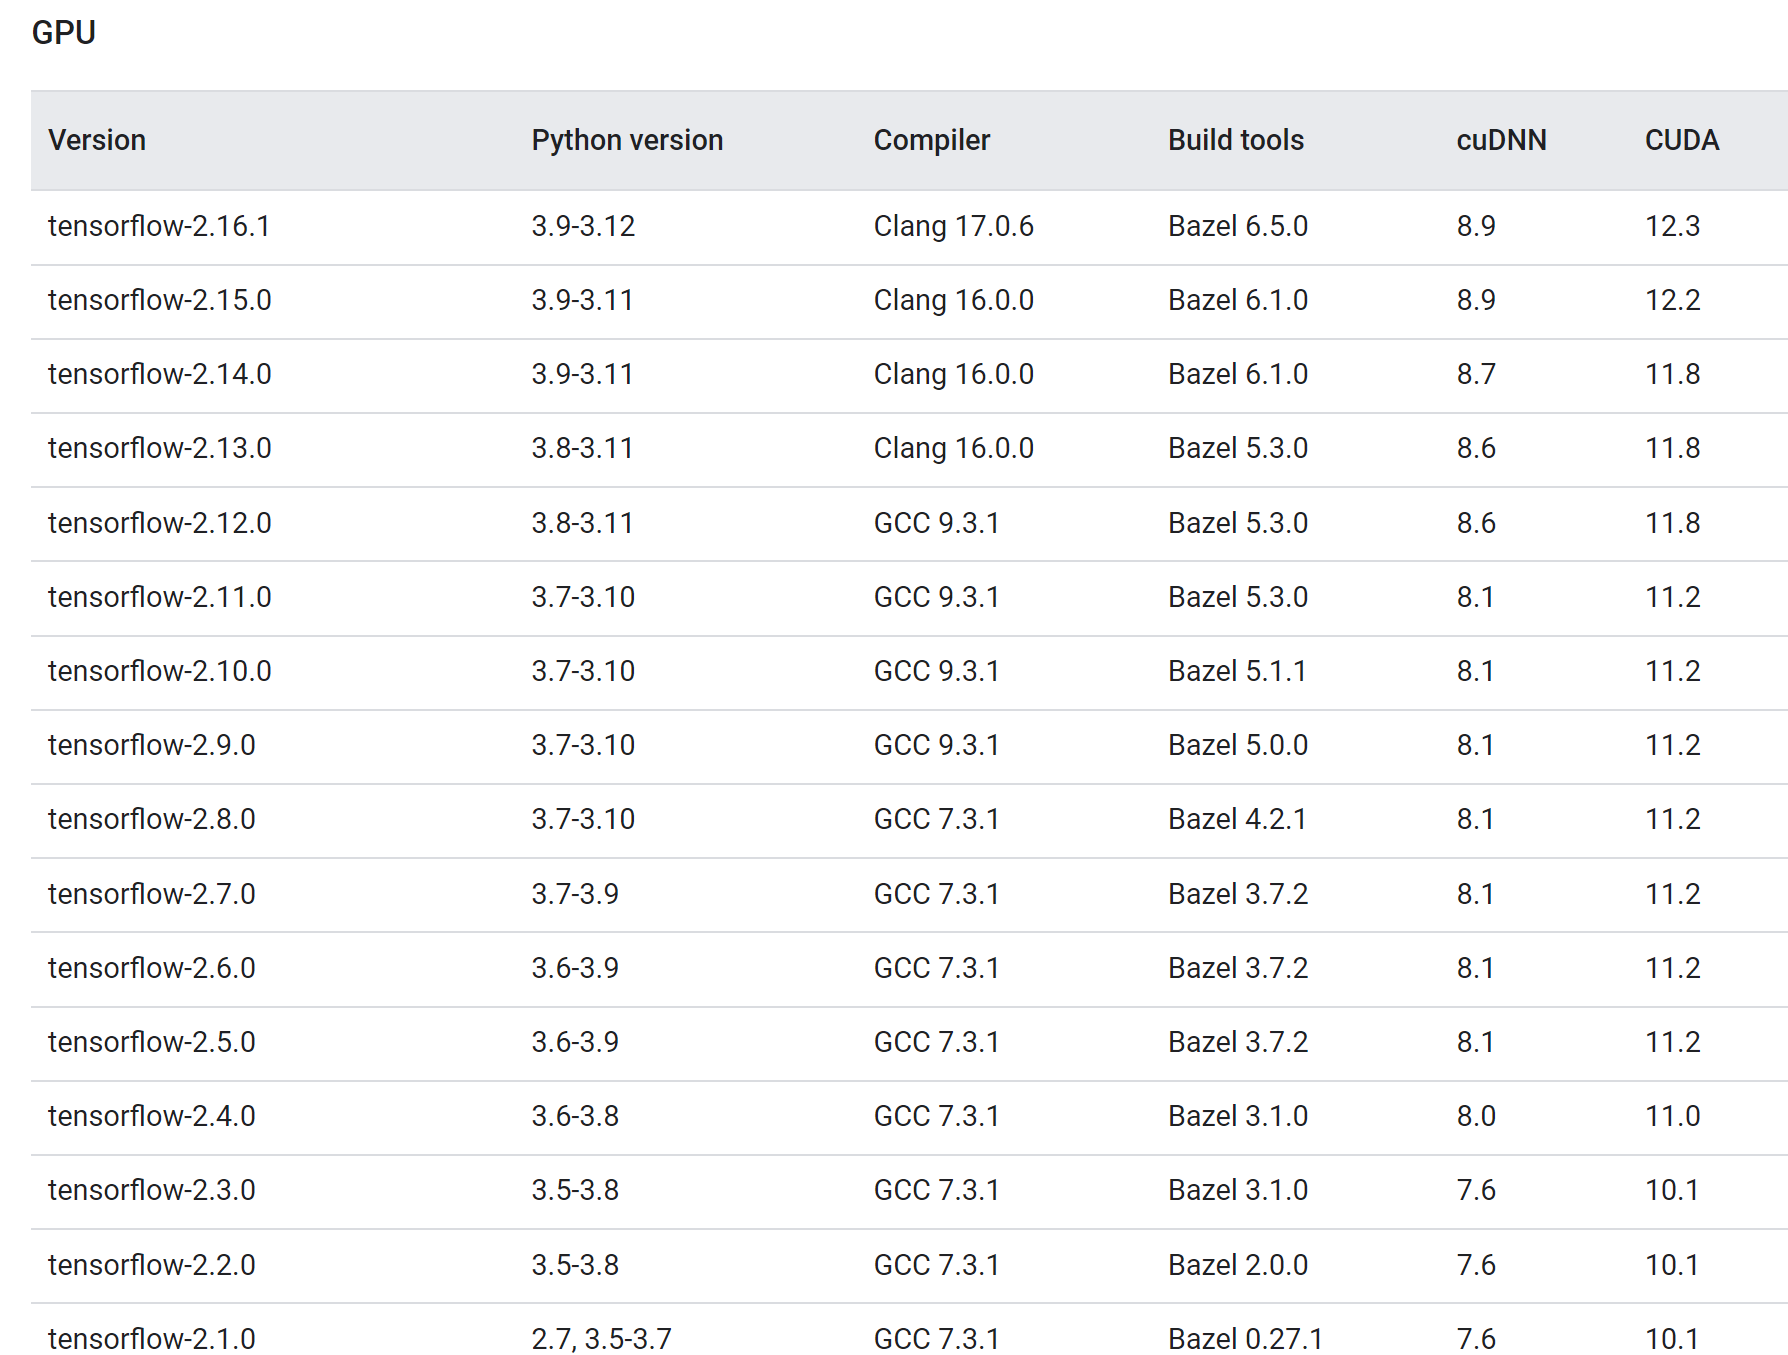 GPU
Version Python version Compiler Build tools cuDNN CUDA
tensorflow-2.16.1 3.9-3.12 Clang 17.0.6 Bazel 6.5.0 8.9 12.3
tensorflow-2.15.0 3.9-3.11 Clang 16.0.0 Bazel 6.1.0 8.9 12.2
tensorflow-2.14.0 3.9-3.11 Clang 16.0.0 Bazel 6.1.0 8.7 11.8
tensorflow-2.13.0 3.8-3.11 Clang 16.0.0 Bazel 5.3.0 8.6 11.8
tensorflow-2.12.0 3.8-3.11 GCC 9.3.1 Bazel 5.3.0 8.6 11.8
tensorflow-2.11.0 3.7-3.10 GCC 9.3.1 Bazel 5.3.0 8.1 11.2
tensorflow-2.10.0 3.7-3.10 GCC 9.3.1 Bazel 5.1.1 8.1 11.2
tensorflow-2.9.0 3.7-3.10 GCC 9.3.1 Bazel 5.0.0 8.1 11.2
tensorflow-2.8.0 3.7-3.10 GCC 7.3.1 Bazel 4.2.1 8.1 11.2
tensorflow-2.7.0 3.7-3.9 GCC 7.3.1 Bazel 3.7.2 8.1 11.2
tensorflow-2.6.0 3.6-3.9 GCC 7.3.1 Bazel 3.7.2 8.1 11.2
tensorflow-2.5.0 3.6-3.9 GCC 7.3.1 Bazel 3.7.2 8.1 11.2
tensorflow-2.4.0 3.6-3.8 GCC 7.3.1 Bazel 3.1.0 8.0 11.0
tensorflow-2.3.0 3.5-3.8 GCC 7.3.1 Bazel 3.1.0 7.6 10.1
tensorflow-2.2.0 3.5-3.8 GCC 7.3.1 Bazel 2.0.0 7.6 10.1
tensorflow-2.1.0 2.7, 3.5-3.7 GCC 7.3.1 Bazel 0.27.1 7.6 10.1